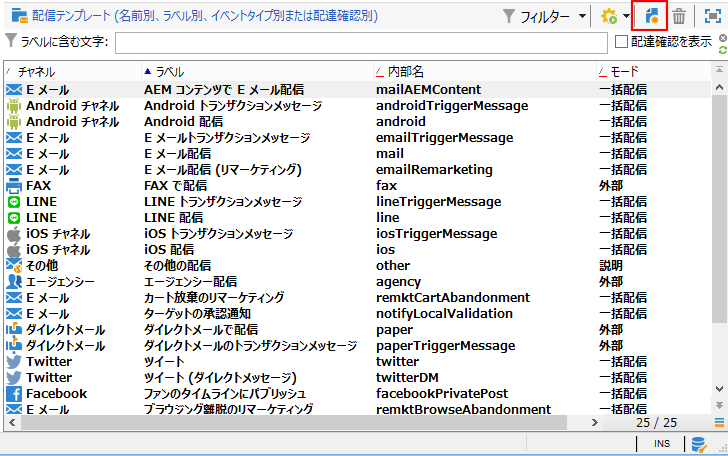 配信テンプレート (名前別、ラベル別、イベントタイプ別または配達確認別)
フィルター
ラベルに含む文字:
配達確認を表示
チャネル ラベル 内部名 モード
E メール AEM コンテンツで E メール配信 mailAEMContent 一括配信
Android チャネル Android トランザクションメッセージ androidTriggerMessage 一括配信
Android チャネル Android 配信 android 一括配信
E メール E メールトランザクションメッセージ emailTriggerMessage 一括配信
E メール E メール配信 mail 一括配信
E メール E メール配信 (リマーケティング) emailRemarketing 一括配信
FAX FAX で配信 fax 外部
LINE LINE トランザクションメッセージ lineTriggerMessage 一括配信
LINE LINE 配信 line 一括配信
iOS チャネル iOS トランザクションメッセージ iosTriggerMessage 一括配信
iOS チャネル iOS 配信 ios 一括配信
その他 その他の配信 other 説明
エージェンシー エージェンシー配信 agency 外部
E メール カート放棄のリマーケティング remktCartAbandonment 一括配信
E メール ターゲットの承認通知 notifyLocalValidation 一括配信
ダイレクトメール ダイレクトメールで配信 paper 外部
ダイレクトメール ダイレクトメールのトランザクションメッセージ paperTriggerMessage 外部
Twitter ツイート twitter 一括配信
Twitter ツイート (ダイレクトメッセージ) twitterDM 一括配信
Facebook ファンのタイムラインにパブリッシュ facebookPrivatePost 一括配信
E メール ブラウジング離脱のリマーケティング remktBrowseAbandonment 一括配信
25 / 25
INS